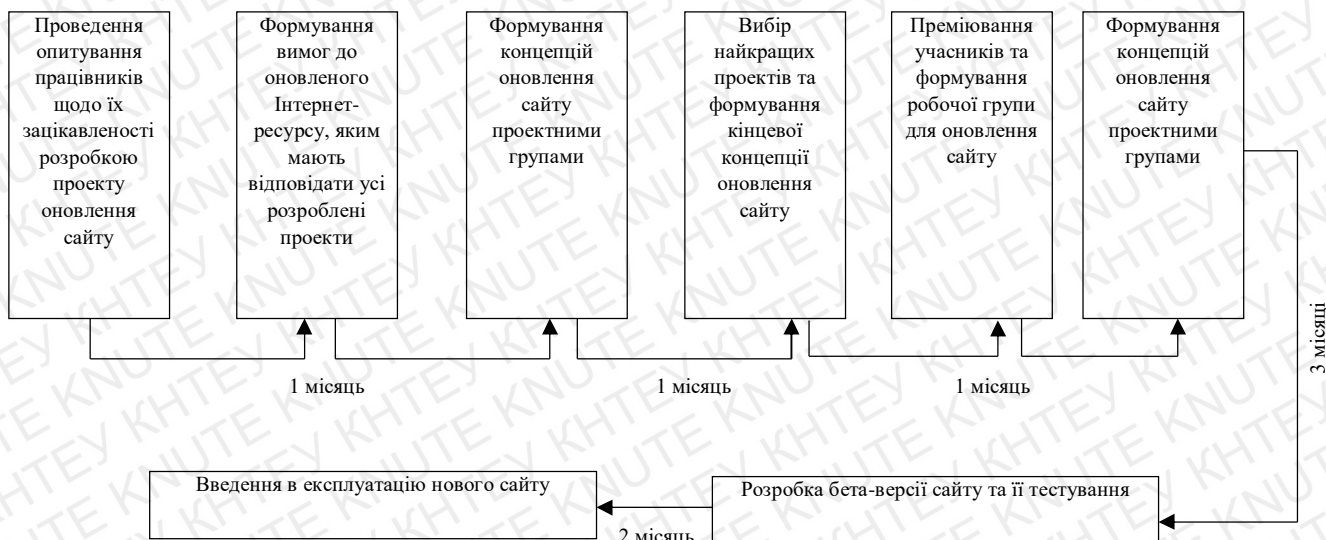 Проведення
опитування
працівників
щодо їх
зацікавленості
розробкою
проекту
оновлення
сайту
Формування
вимог до
оновленого
Інтернет-
ресурсу, яким
мають
відповідати усі
розроблені
проекти
Формування
концепцій
оновлення
сайту
проектними
групами
Вибір
найкращих
проектів та
формування
кінцевої
концепції
оновлення
сайту
Преміювання
учасників та
формування
робочої групи
для оновлення
сайту
Формування
концепцій
оновлення
сайту
проектними
групами
1 місяць
1 місяць
1 місяць
3 місяці
Введення в експлуатацію нового сайту
Розробка бета-версії сайту та її тестування
2 місяць